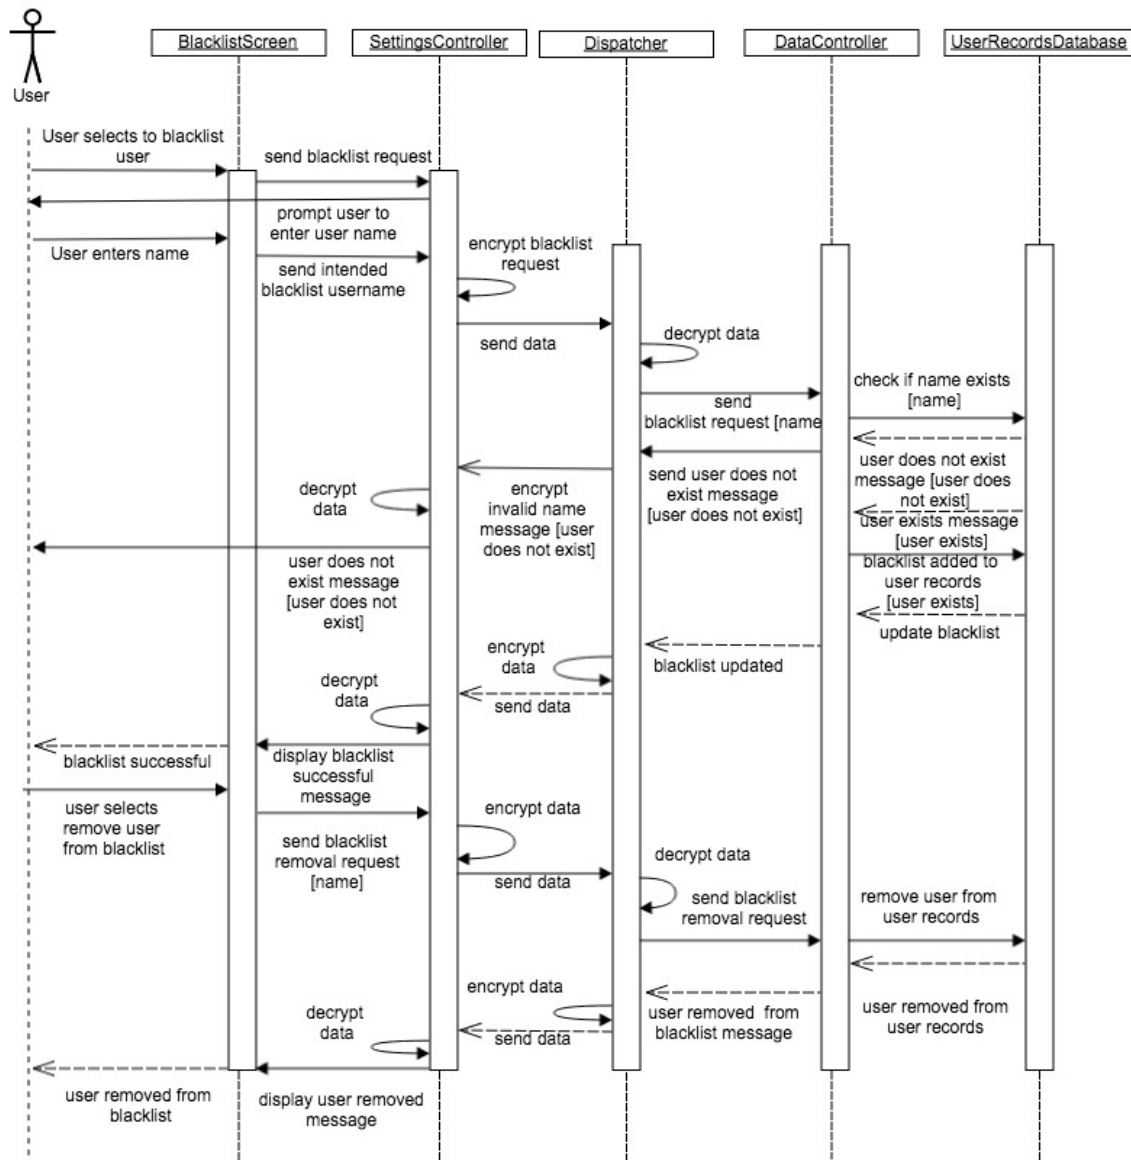 BlacklistScreen
SettingsController
Dispatcher
DataController
UserRecordsDatabase
User
User selects to blacklist
user
send blacklist request
prompt user to
enter user name
User enters name
send intended
blacklist username
encrypt blacklist
request
send data
decrypt data
send
blacklist request [name
check if name exists
[name]
user does not exist
message [user does
not exist]
send user does not
exist message
[user does not exist]
encrypt
invalid name
message [user
does not exist]
decrypt
data
user does not
exist message
[user does not
exist]
user exists message
[user exists]
blacklist added to
user records
[user exists]
update blacklist
blacklist updated
encrypt
data
send data
decrypt
data
display blacklist
successful
message
blacklist successful
user selects
remove user
from blacklist
send blacklist
removal request
[name]
encrypt data
send data
decrypt data
send blacklist
removal request
remove user from
user records
user removed from
user records
user removed from
blacklist message
encrypt data
send data
decrypt
data
display user removed
message
user removed from
blacklist